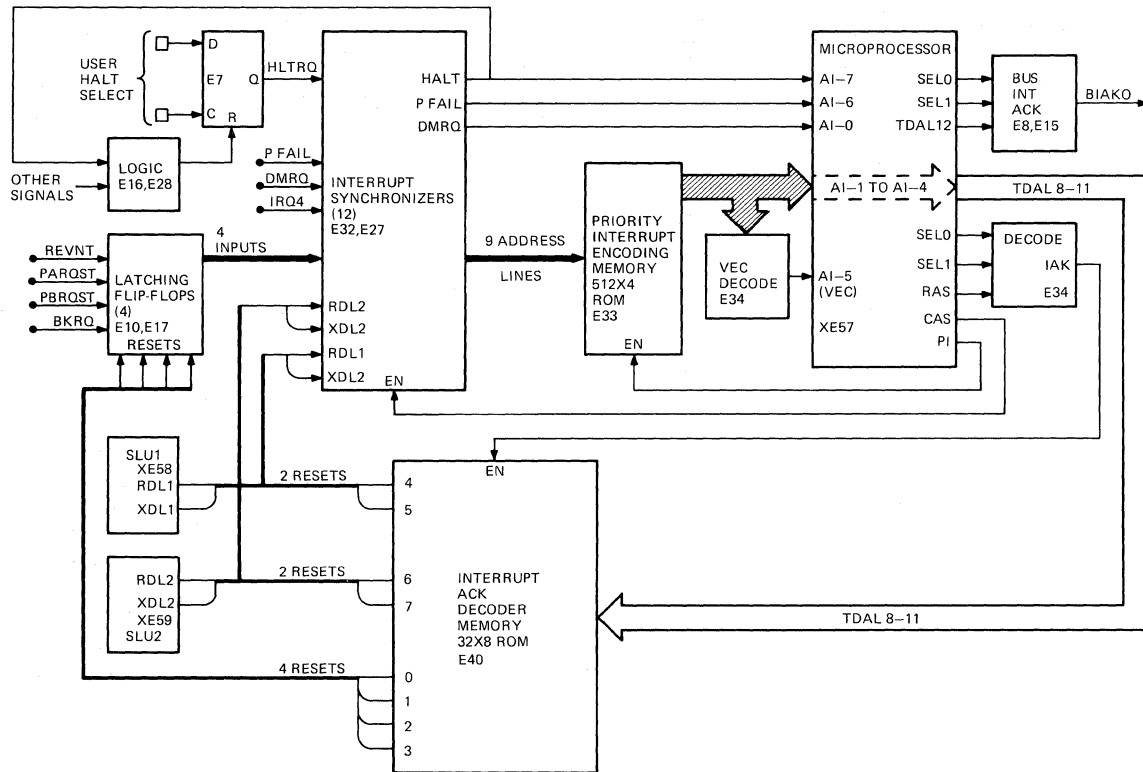 USER
HALT
SELECT
D
E7
Q
C
R
HLTRQ
LOGIC
E16,E28
OTHER
SIGNALS
P FAIL
DMRQ
IRQ4
INTERRUPT
SYNCHRONIZERS
(12)
E32,E27
HALT
P FAIL
DMRQ
4
INPUTS
REVNT
PARQST
PBRQST
BKRQ
LATCHING
FLIP-FLOPS
(4)
E10,E17
RESETS
RDL2
XDL2
RDL1
XDL2
EN
9 ADDRESS
LINES
PRIORITY
INTERRUPT
ENCODING
MEMORY
512X4
ROM
E33
EN
VEC
DECODE
E34
MICROPROCESSOR
AI-7
AI-6
AI-0
SEL0
SEL1
TDAL12
AI-1 TO AI-4
AI-5
(VEC)
XE57
SEL0
SEL1
RAS
CAS
PI
BUS
INT
ACK
E8,E15
BIAKO
TDAL 8-11
DECODE
IAK
E34
SLU1
XE58
RDL1
XDL1
2 RESETS
RDL2
XDL2
XE59
SLU2
2 RESETS
4 RESETS
EN
4
5
6
7
INTERRUPT
ACK
DECODER
MEMORY
32X8 ROM
E40
0
1
2
3
TDAL 8-11